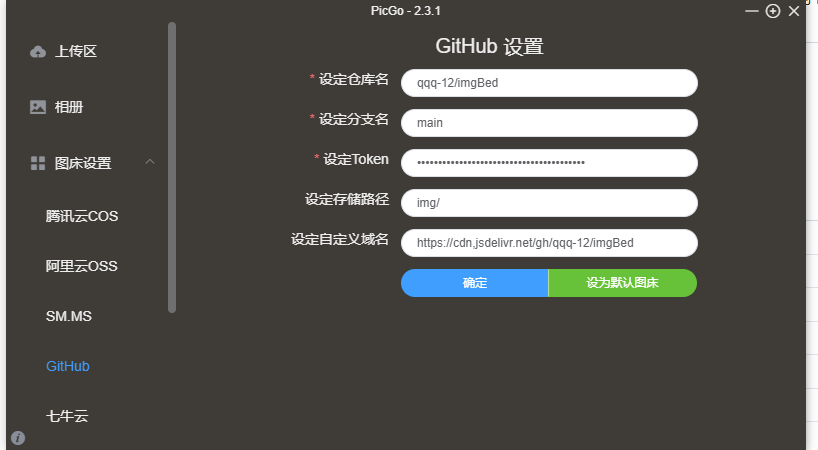 PicGo - 2.3.1
上传区
相册
图床设置
腾讯云COS
阿里云OSS
SM.MS
GitHub
七牛云
GitHub 设置
* 设定仓库名
qqq-12/imgBed
* 设定分支名
main
* 设定Token
••••••••••••••••••••••••••••••••••••••••
设定存储路径
img/
设定自定义域名
https://cdn,jsdelivr.net/gh/qqq-12/imgBed
确定
设为默认图床